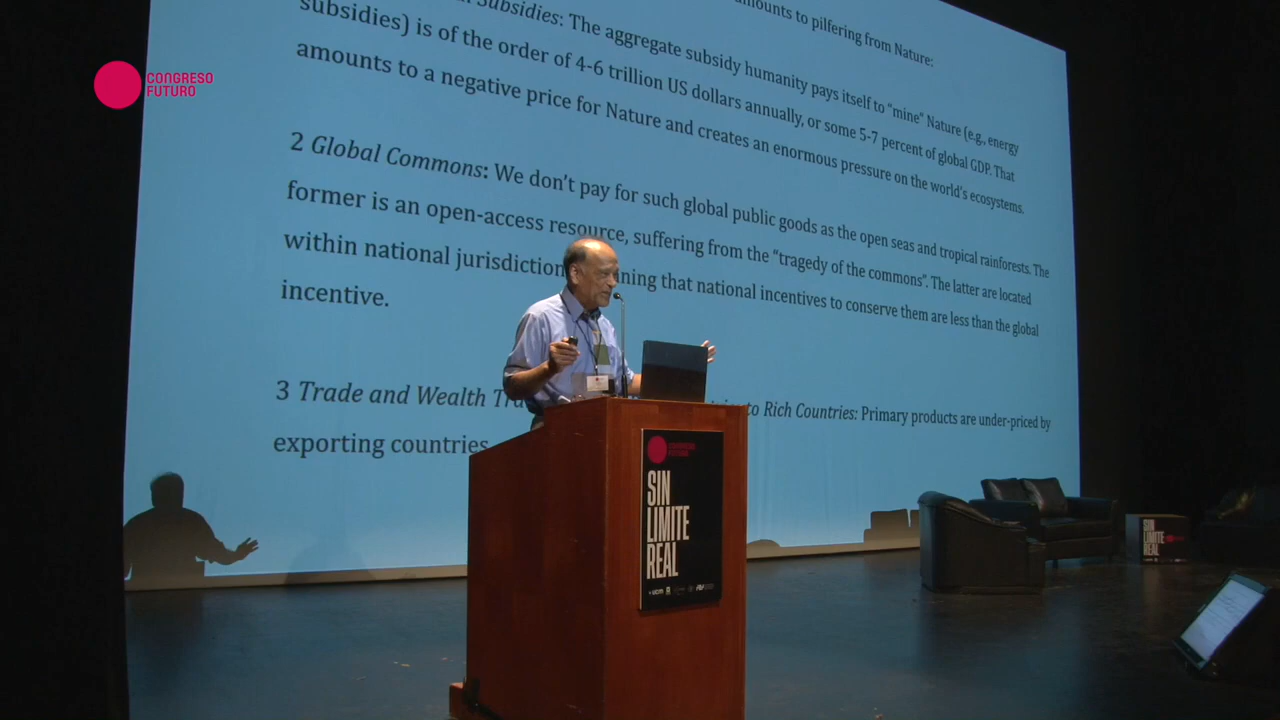 CONGRESO
FUTURO
amounts to pilfering from Nature:
Subsidies: The aggregate subsidy humanity pays itself to "mine" Nature (e.g., energy
subsidies) is of the order of 4-6 trillion US dollars annually, or some 5-7 percent of global GDP. That
amounts to a negative price for Nature and creates an enormous pressure on the world's ecosystems.
2 Global Commons: We don't pay for such global public goods as the open seas and tropical rainforests. The
former is an open-access resource, suffering from the "tragedy of the commons". The latter are located
within national jurisdiction that national incentives to conserve them are less than the global
incentive.
3 Trade and Wealth to Rich Countries: Primary products are under-priced by
exporting countries
CONGRESO
FUTURO
SIN
LIMITE
REAL
SIN
LIMITE
REAL